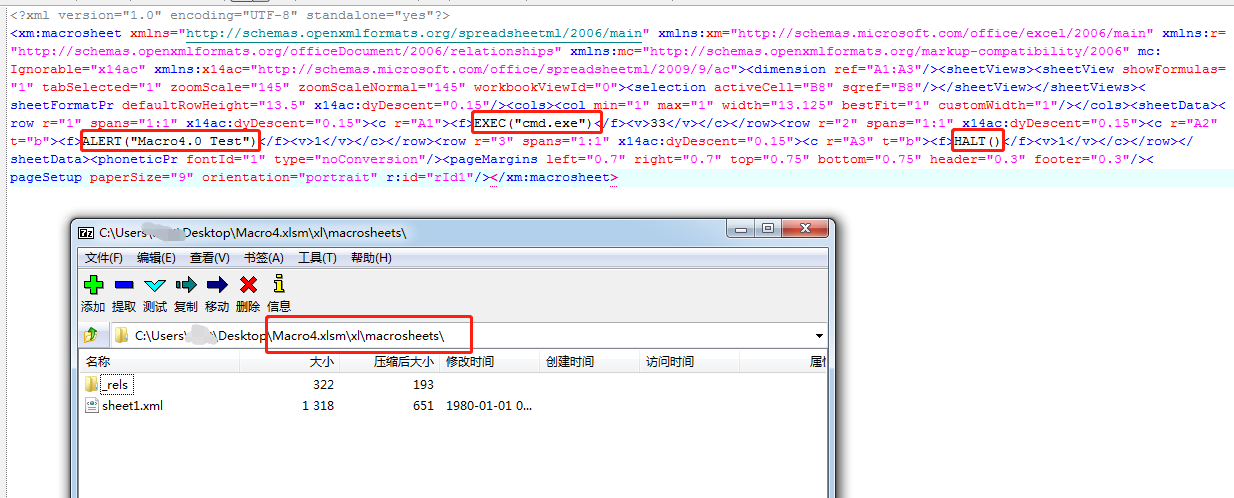 <?xml version="1.0" encoding="UTF-8" standalone="yes"?>
<xm:macrosheet xmlns="http://schemas.openxmlformats.org/spreadsheetml/2006/main" xmlns:xm="http://schemas.microsoft.com/office/excel/2006/main" xmlns:r=
"http://schemas.openxmlformats.org/officeDocument/2006/relationships" xmlns:mc="http://schemas.openxmlformats.org/markup-compatibility/2006" mc:
Ignorable="x14ac" xmlns:x14ac="http://schemas.microsoft.com/office/spreadsheetml/2009/9/ac"><dimension ref="A1:A3"/><sheetViews><sheetView showFormulas=
"1" tabSelected="1" zoomScale="145" zoomScaleNormal="145" workbookViewId="0"><selection activeCell="B8" sqref="B8"/></sheetView></sheetViews><
sheetFormatPr defaultRowHeight="13.5" x14ac:dyDescent="0.15"/><cols><col min="1" max="1" width="13.125" bestFit="1" customWidth="1"/></cols><sheetData><
row r="1" spans="1:1" x14ac:dyDescent="0.15"><c r="A1"><f>EXEC("cmd.exe")</f><v>33</v></c></row><row r="2" spans="1:1" x14ac:dyDescent="0.15"><c r="A2"
t="b"><f>ALERT("Macro4.0 Test")</f><v>1</v></c></row><row r="3" spans="1:1" x14ac:dyDescent="0.15"><c r="A3" t="b"><f>HALT()</f><v>1</v></c></row></
sheetData><phoneticPr fontId="1" type="noConversion"/><pageMargins left="0.7" right="0.7" top="0.75" bottom="0.75" header="0.3" footer="0.3"/><
pageSetup paperSize="9" orientation="portrait" r:id="rId1"/></xm:macrosheet>
7z C:\Users\ \Desktop\Macro4.xlsm\xl\macrosheets\
文件(F) 编辑(E) 查看(V) 书签(A) 工具(T) 帮助(H)
添加 提取 测试 复制 移动 删除 信息
C:\Users\ \Desktop\Macro4.xlsm\xl\macrosheets\
名称 大小 压缩后大小 修改时间 创建时间 访问时间
_rels 322 193
sheet1.xml 1 318 651 1980-01-01 0...